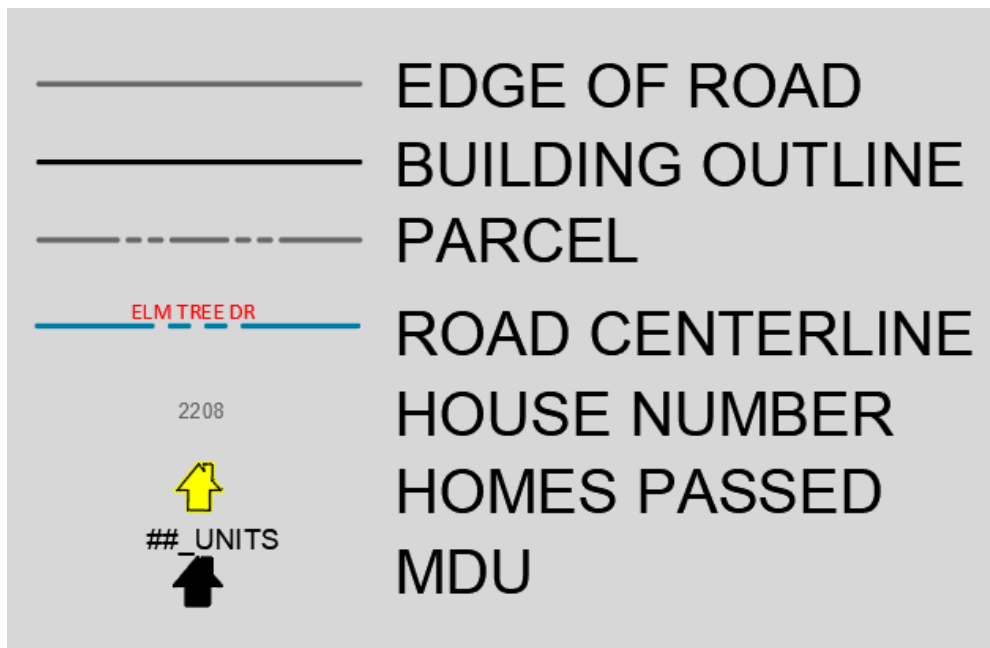 EDGE OF ROAD
BUILDING OUTLINE
PARCEL
ELM TREE DR
ROAD CENTERLINE
2208 HOUSE NUMBER
HOMES PASSED
##_UNITS
MDU